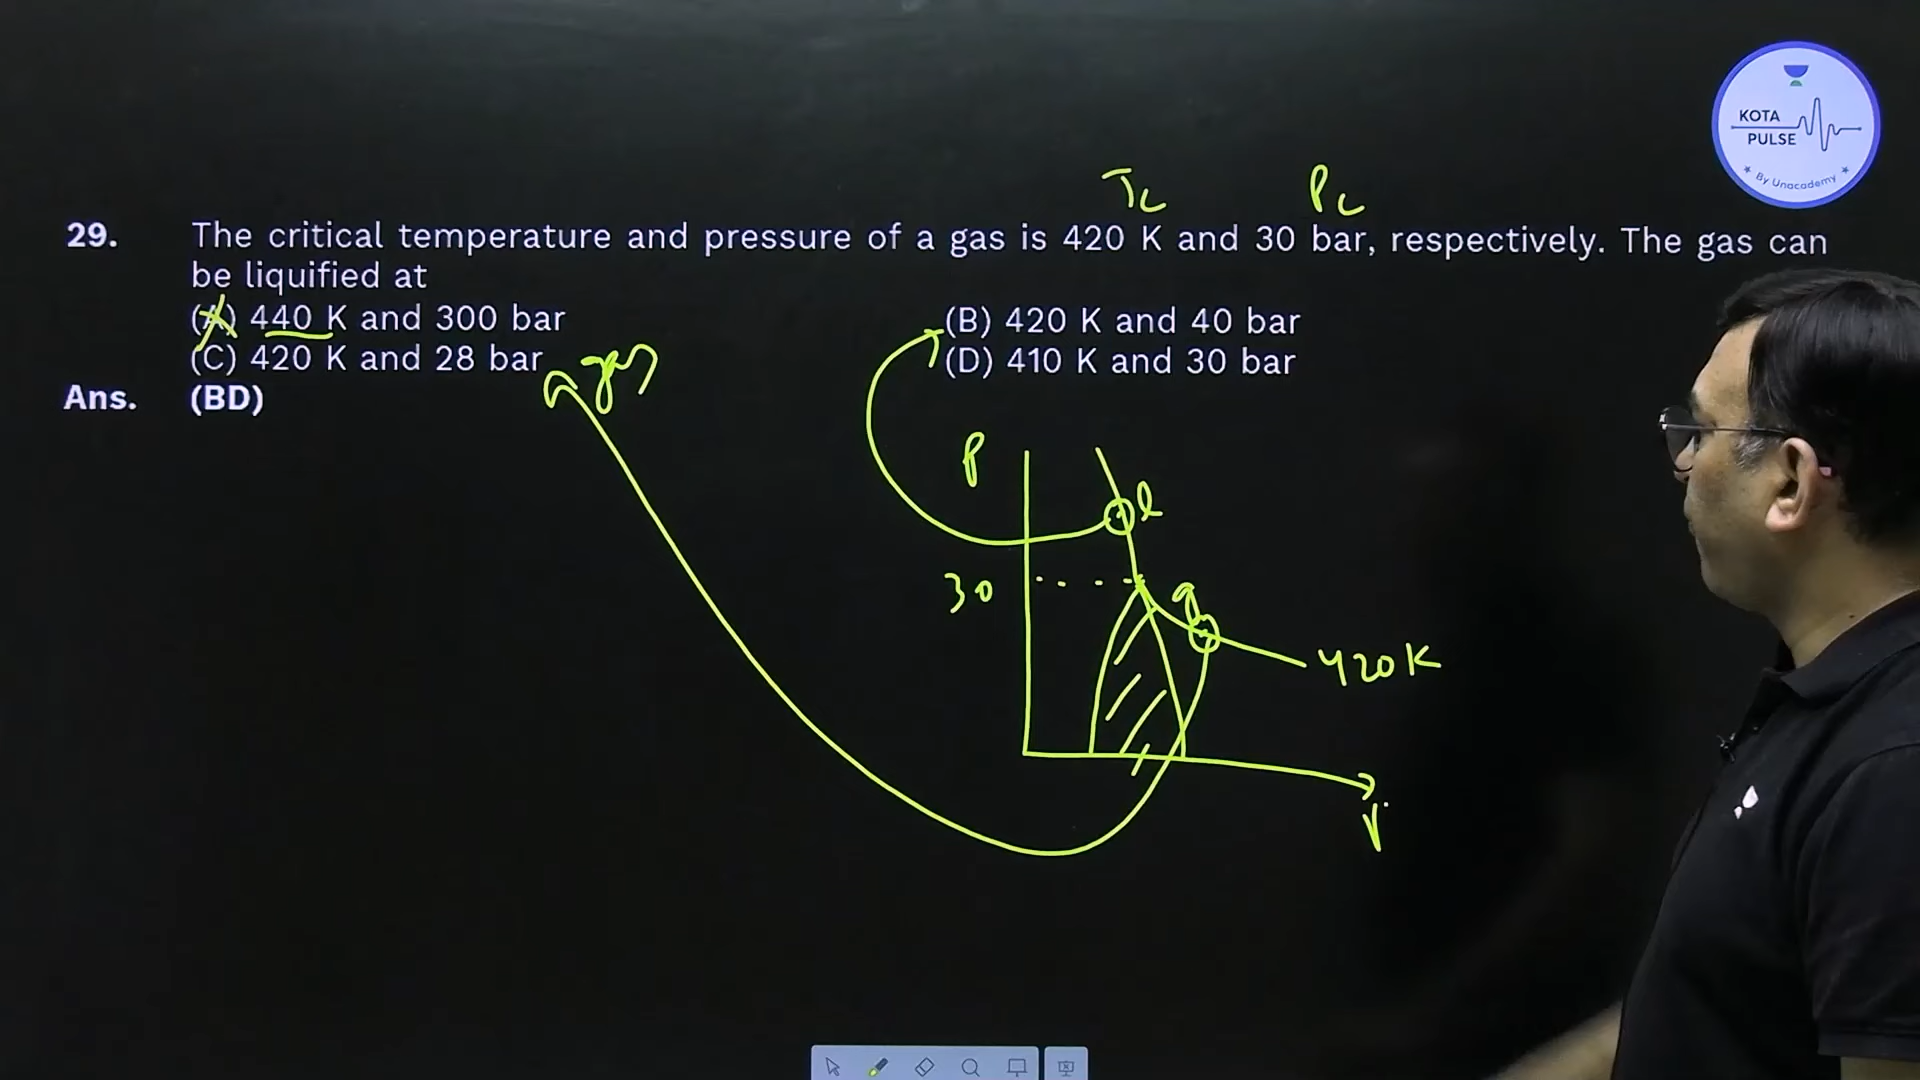 KOTA
PULSE
By Unacademy
Tc Pc
29. The critical temperature and pressure of a gas is 420 K and 30 bar, respectively. The gas can
be liquified at
(A) 440 K and 300 bar (B) 420 K and 40 bar
(C) 420 K and 28 bar (D) 410 K and 30 bar
gas
Ans. (BD)
P
l
30
g
420 K
V